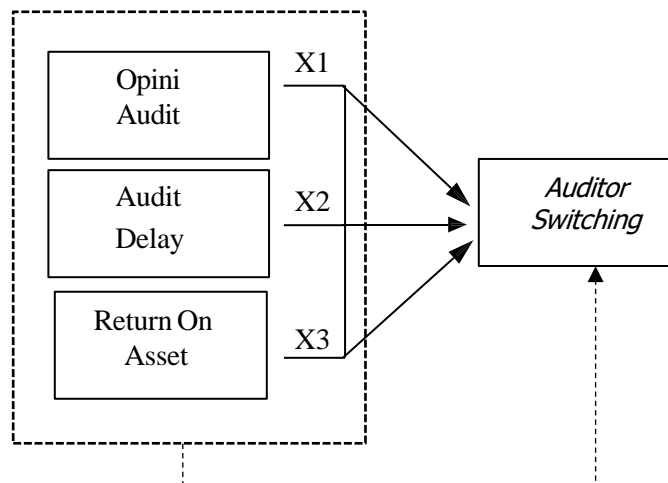 Opini
Audit
X1
Audit
Delay
X2
Return On
Asset
X3
Auditor
Switching